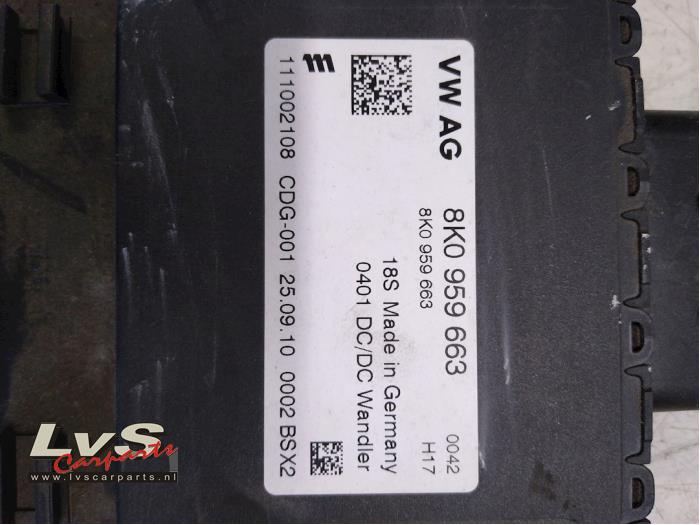 VW AG 8K0 959 663 0042
8K0 959 663 H17
18S Made in Germany
0401 DC/DC Wandler
111002108 CDG-001 25.09.10 0002 BSX2
LvS
Carparts
www.lvscarparts.nl